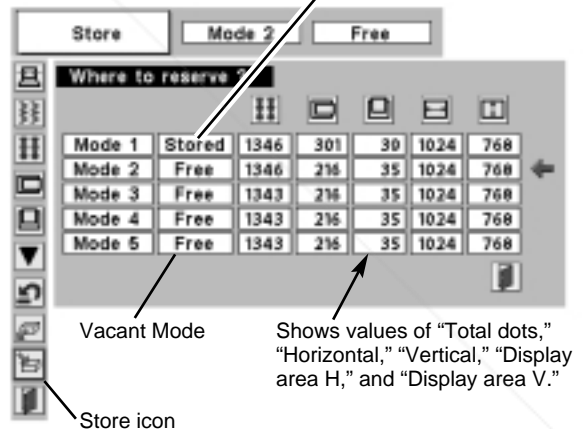 Store Mode 2 Free
Where to reserve ?
Mode 1 Stored 1346 301 30 1024 768
Mode 2 Free 1346 216 35 1024 768
Mode 3 Free 1343 216 35 1024 768
Mode 4 Free 1343 216 35 1024 768
Mode 5 Free 1343 216 35 1024 768
Vacant Mode
Shows values of “Total dots,”
“Horizontal,” “Vertical,” “Display
area H,” and “Display area V.”
Store icon